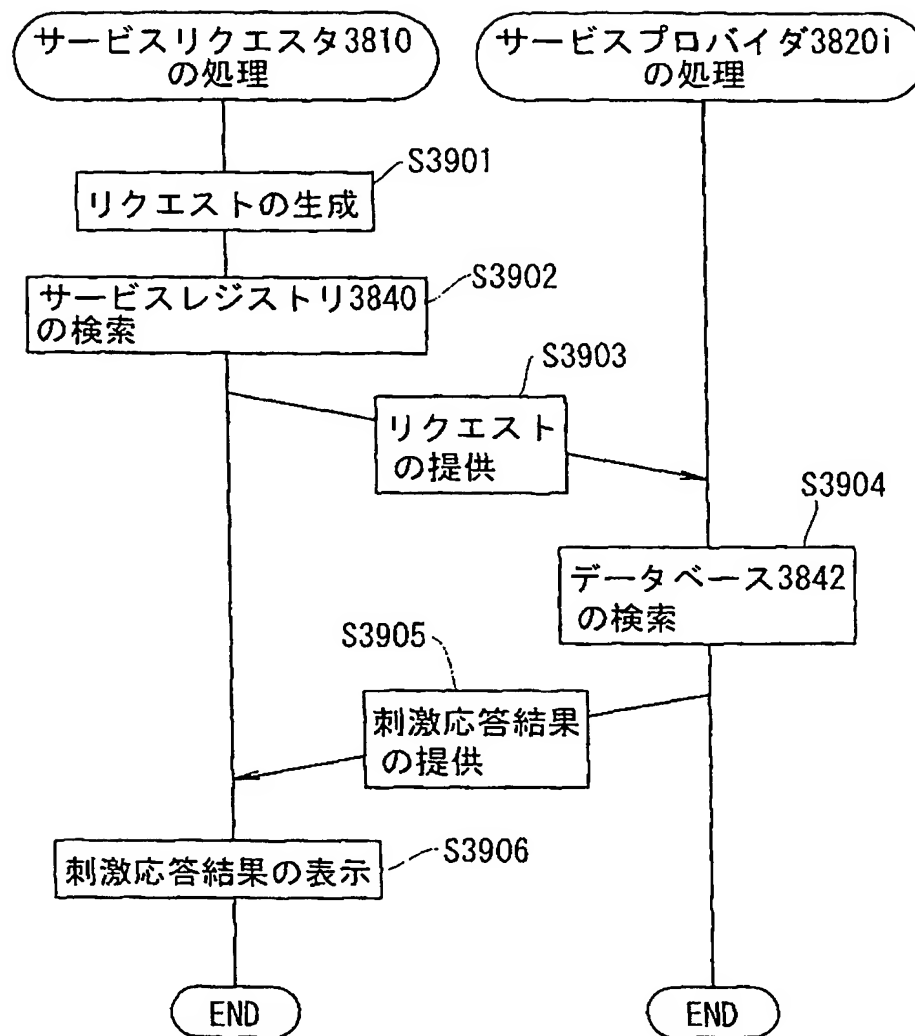 サービスリクエスタ3810
の処理
サービスプロバイダ3820i
の処理
S3901
リクエストの生成
S3902
サービスレジストリ3840
の検索
S3903
リクエスト
の提供
S3904
データベース3842
の検索
S3905
刺激応答結果
の提供
S3906
刺激応答結果の表示
END
END